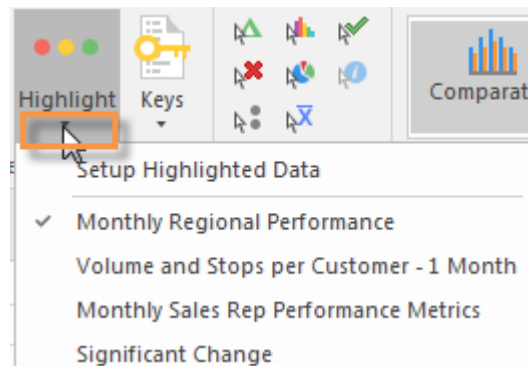 Highlight
Keys
Comparat
Setup Highlighted Data
Monthly Regional Performance
Volume and Stops per Customer - 1 Month
Monthly Sales Rep Performance Metrics
Significant Change